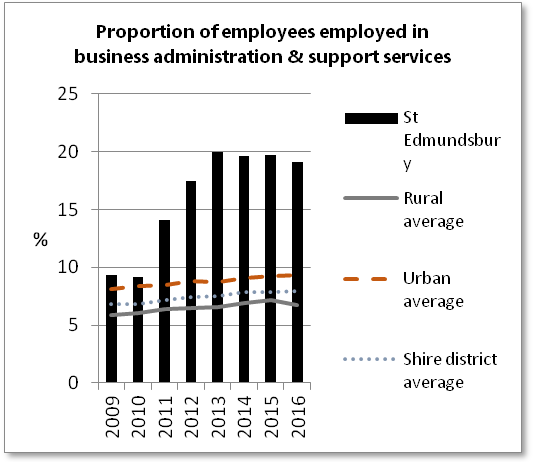 Proportion of employees employed in
business administration & support services
25
20
15
10
5
0
%
2009
2010
2011
2012
2013
2014
2015
2016
St
Edmundsbur
y
Rural
average
Urban
average
Shire district
average